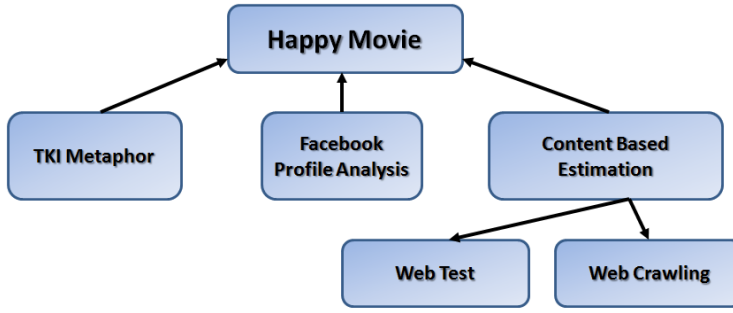 Happy Movie
TKI Metaphor
Facebook
Profile Analysis
Content Based
Estimation
Web Test
Web Crawling